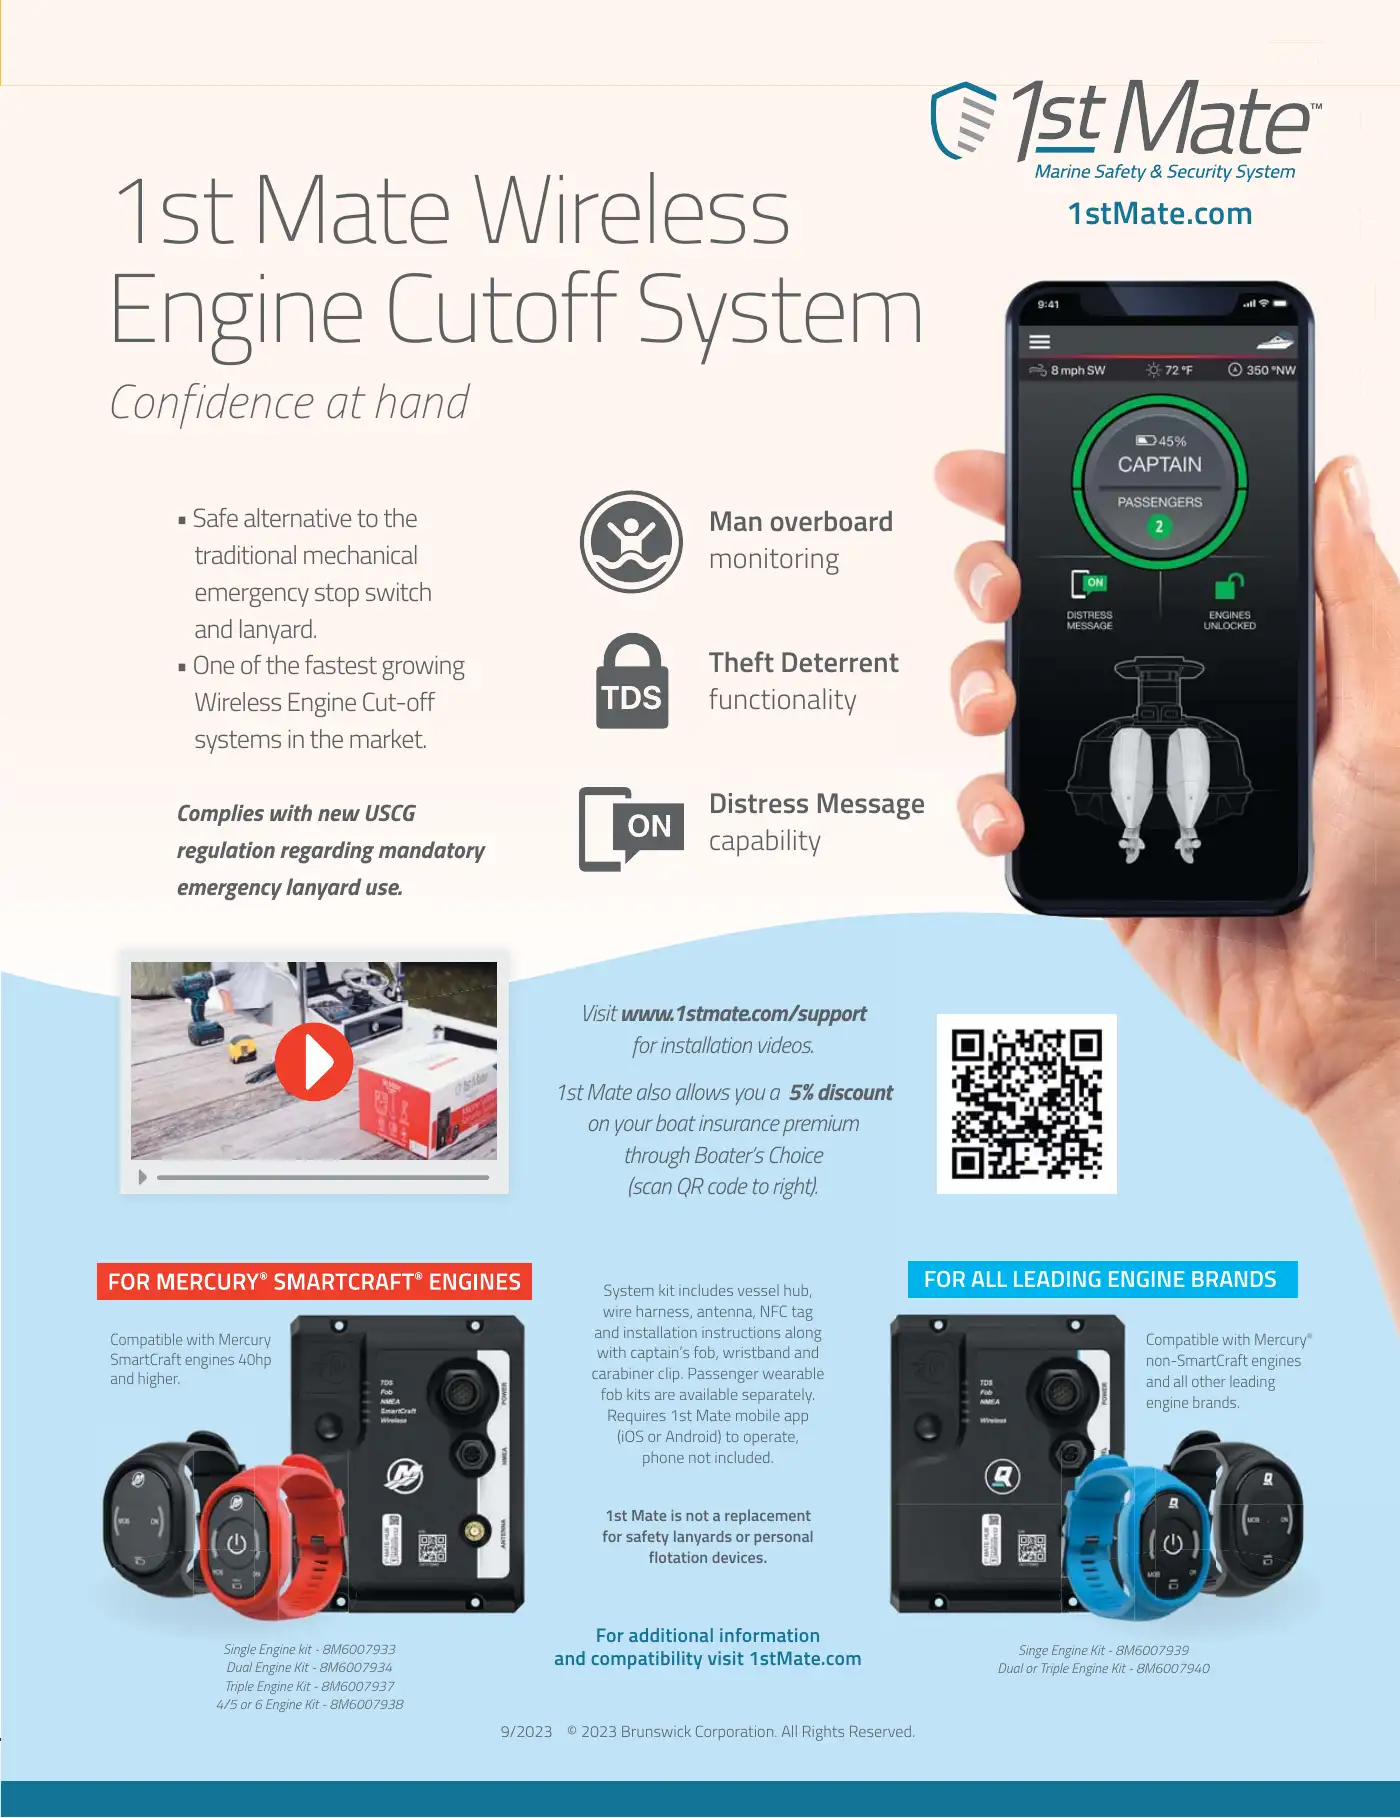 1st Mate™
Marine Safety & Security System
1stMate.com
1st Mate Wireless
Engine Cutoff System
Confidence at hand
▪ Safe alternative to the
traditional mechanical
emergency stop switch
and lanyard.
▪ One of the fastest growing
Wireless Engine Cut-off
systems in the market.
Complies with new USCG
regulation regarding mandatory
emergency lanyard use.
Man overboard
monitoring
TDS
Theft Deterrent
functionality
ON
Distress Message
capability
9:41
8 mph SW 72 °F 350 °NW
45%
CAPTAIN
PASSENGERS
2
ON
DISTRESS
MESSAGE
ENGINES
UNLOCKED
1st Mate
Visit www.1stmate.com/support
for installation videos.
1st Mate also allows you a 5% discount
on your boat insurance premium
through Boater's Choice
(scan QR code to right).
FOR MERCURY® SMARTCRAFT® ENGINES
Compatible with Mercury
SmartCraft engines 40hp
and higher.
TDS
Fob
NMEA
SmartCraft
Wireless
POWER
NMEA
ANTENNA
MOB ON
MOB ON
Single Engine kit - 8M6007933
Dual Engine Kit - 8M6007934
Triple Engine Kit - 8M6007937
4/5 or 6 Engine Kit - 8M6007938
System kit includes vessel hub,
wire harness, antenna, NFC tag
and installation instructions along
with captain's fob, wristband and
carabiner clip. Passenger wearable
fob kits are available separately.
Requires 1st Mate mobile app
(iOS or Android) to operate,
phone not included.
1st Mate is not a replacement
for safety lanyards or personal
flotation devices.
For additional information
and compatibility visit 1stMate.com
FOR ALL LEADING ENGINE BRANDS
Compatible with Mercury®
non-SmartCraft engines
and all other leading
engine brands.
TDS
Fob
NMEA
Wireless
POWER
MOB ON
MOB ON
Singe Engine Kit - 8M6007939
Dual or Triple Engine Kit - 8M6007940
9/2023 © 2023 Brunswick Corporation. All Rights Reserved.